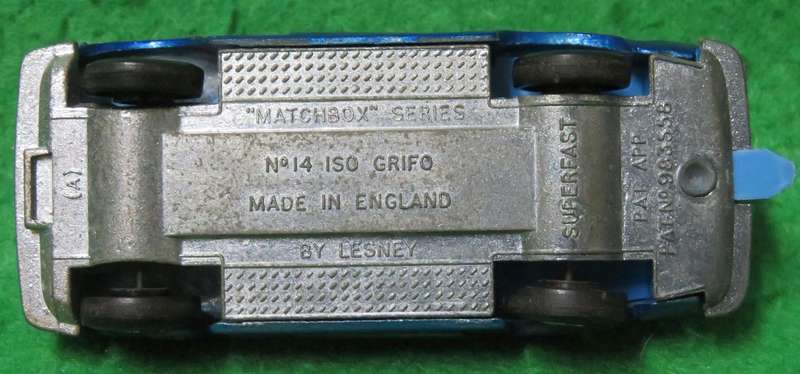 "MATCHBOX" SERIES
Nº14 ISO GRIFO
MADE IN ENGLAND
BY LESNEY
(A)
SUPERFAST
PAT APP